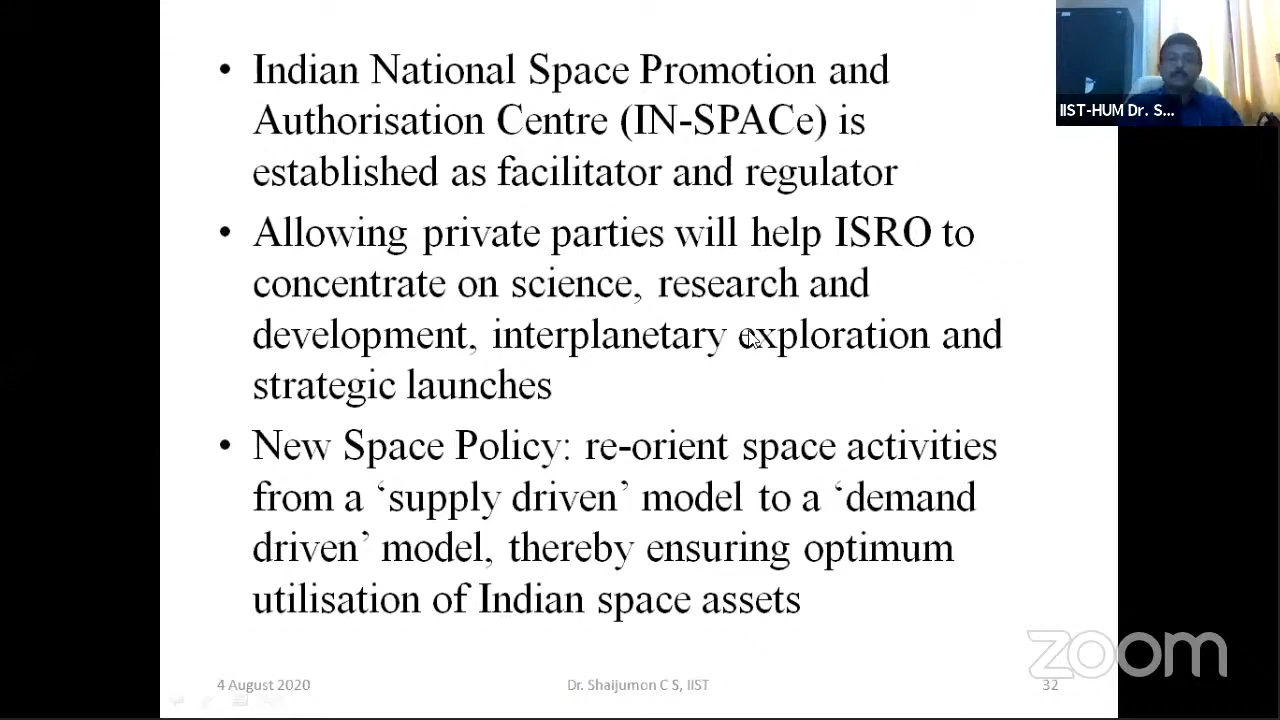 • Indian National Space Promotion and
Authorisation Centre (IN-SPACe) is
established as facilitator and regulator
• Allowing private parties will help ISRO to
concentrate on science, research and
development, interplanetary exploration and
strategic launches
• New Space Policy: re-orient space activities
from a ‘supply driven’ model to a ‘demand
driven’ model, thereby ensuring optimum
utilisation of Indian space assets
IIST-HUM Dr. S...
zoom
4 August 2020
Dr. Shaijumon C S, IIST
32